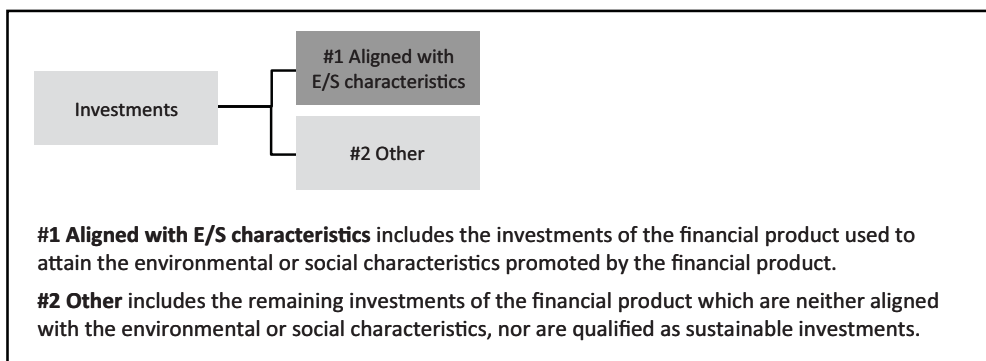 #1 Aligned with
E/S characteristics
Investments
#2 Other
#1 Aligned with E/S characteristics includes the investments of the financial product used to
attain the environmental or social characteristics promoted by the financial product.
#2 Other includes the remaining investments of the financial product which are neither aligned
with the environmental or social characteristics, nor are qualified as sustainable investments.